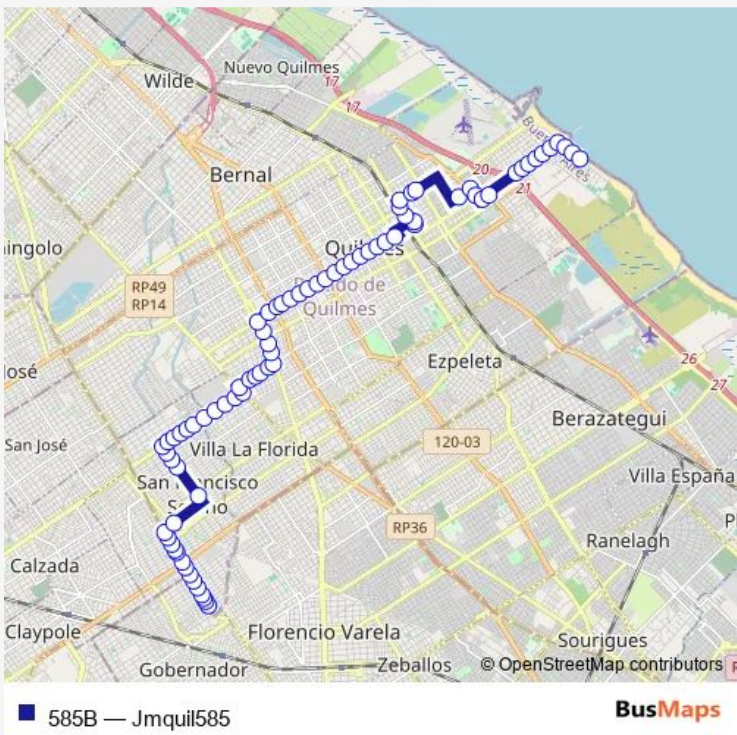 Nuevo Quilmes
Wilde
17
17
Buenos Aires
20
21
Bernal
Quilmes
Partido de
Quilmes
RP49
RP14
Ezpeleta
26
27
Berazategui
120-03
San José
Villa La Florida
Villa España
San Francisco
Solano
RP36
Ranelagh
Calzada
Claypole
Florencio Varela
Sourigues
Gobernador
Zeballos
© OpenStreetMap contributors
585B — Jmquil585
BusMaps